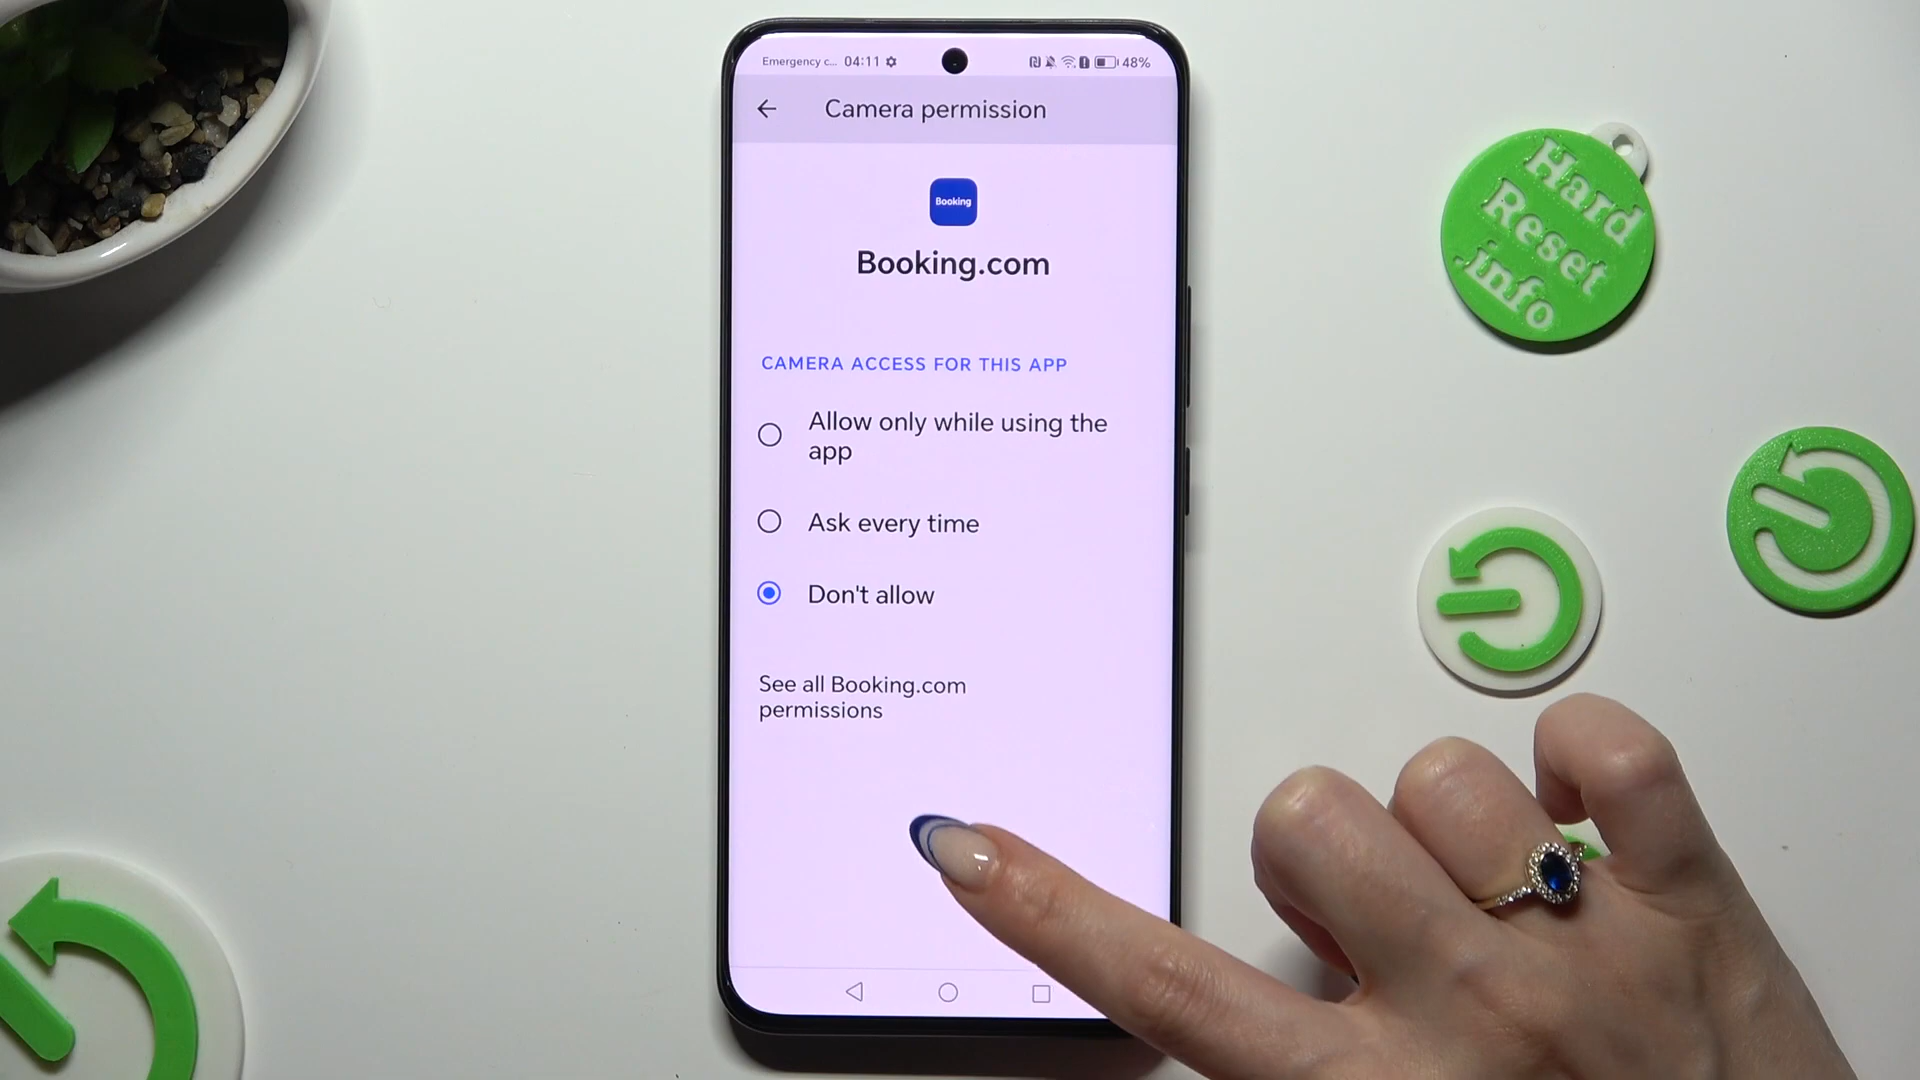 Emergency c... 04:11 48%
Camera permission
Booking
Booking.com
CAMERA ACCESS FOR THIS APP
Allow only while using the
app
Ask every time
Don't allow
See all Booking.com
permissions
Hard
Reset
.info